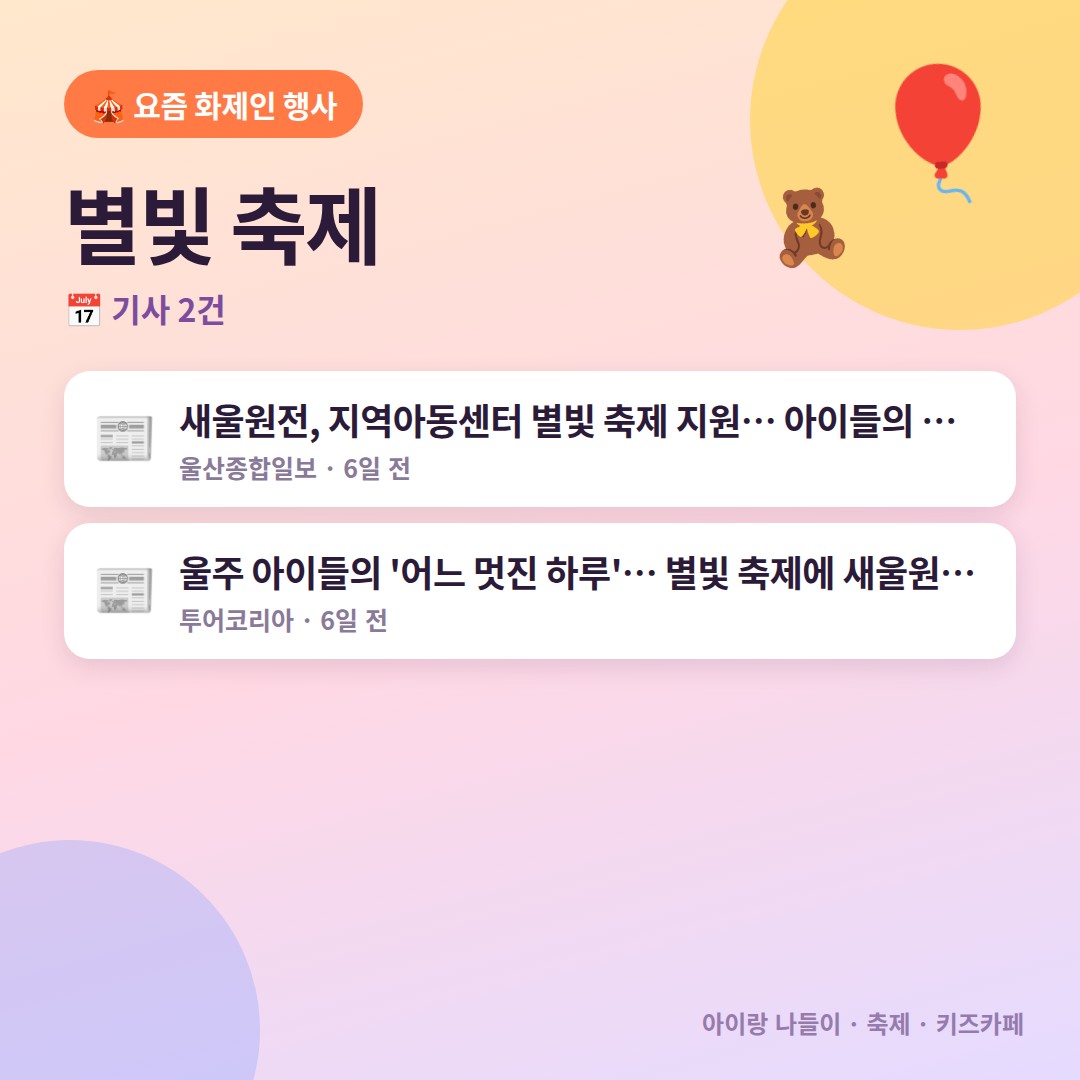 🎪 요즘 화제인 행사
별빛 축제
📅 기사 2건
새울원전, 지역아동센터 별빛 축제 지원… 아이들의 …
울산종합일보 · 6일 전
울주 아이들의 '어느 멋진 하루'… 별빛 축제에 새울원…
투어코리아 · 6일 전
아이랑 나들이 · 축제 · 키즈카페